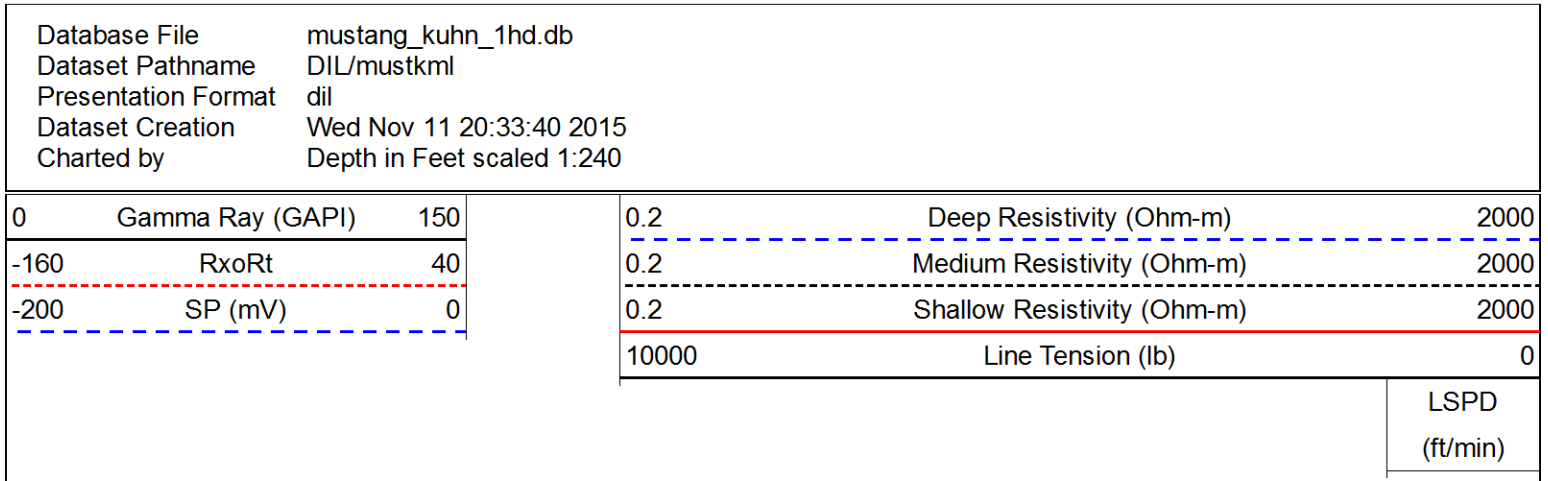 Database File mustang_kuhn_1hd.db
Dataset Pathname DIL/mustkml
Presentation Format dil
Dataset Creation Wed Nov 11 20:33:40 2015
Charted by Depth in Feet scaled 1:240
0 Gamma Ray (GAPI) 150 0.2 Deep Resistivity (Ohm-m) 2000
-160 RxoRt 40 0.2 Medium Resistivity (Ohm-m) 2000
-200 SP (mV) 0 0.2 Shallow Resistivity (Ohm-m) 2000
10000 Line Tension (lb) 0
LSPD
(ft/min)